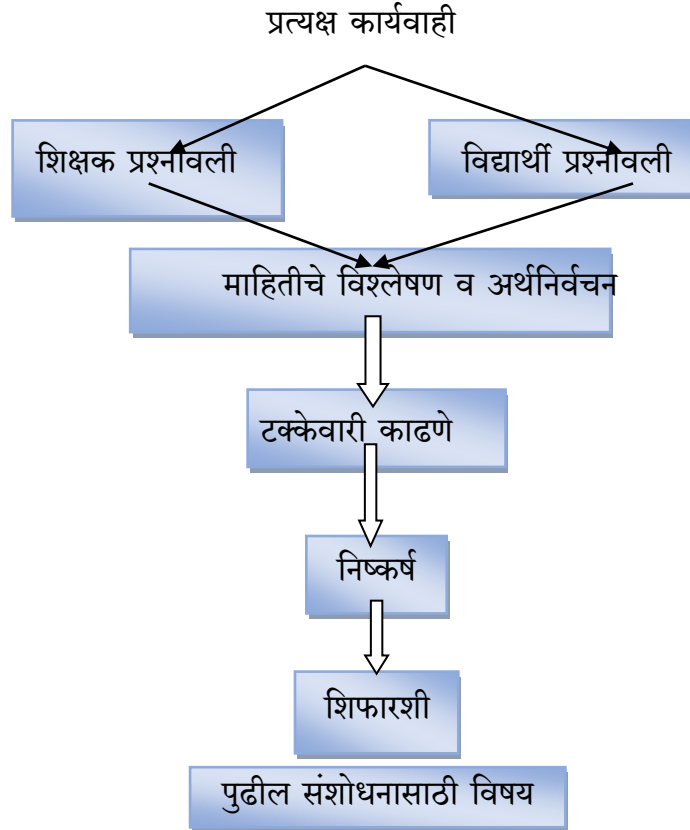 प्रत्यक्ष कार्यवाही
शिक्षक प्रश्नावली
विद्यार्थी प्रश्नावली
माहितीचे विश्लेषण व अर्थनिर्वचन
टक्केवारी काढणे
निष्कर्ष
शिफारशी
पुढील संशोधनासाठी विषय